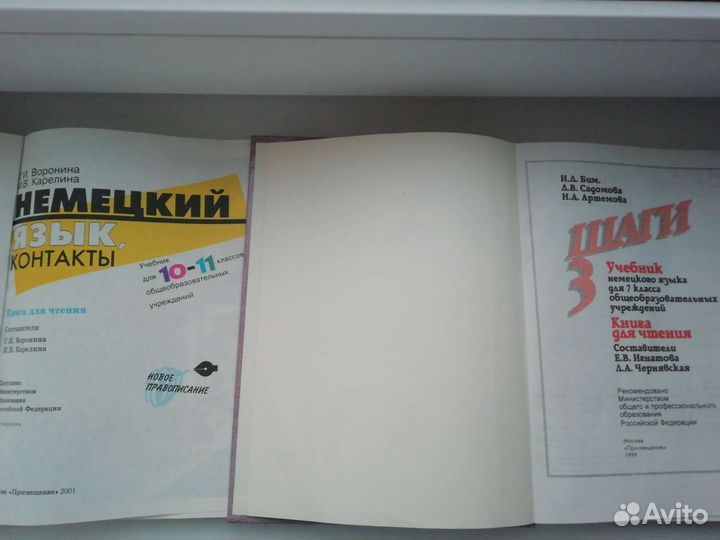 Г.И. Воронина
И.В. Карелина
НЕМЕЦКИЙ
ЯЗЫК,
КОНТАКТЫ
Учебник
для 10-11 классов
общеобразовательных
учреждений
Книга для чтения
Составители
Г.И. Воронина
И.В. Карелина
НОВОЕ
ПРАВОПИСАНИЕ
Допущено
Министерством
образования
Российской Федерации
«Просвещение» 2001
И.Л. Бим,
Л.В. Садомова
Н.А. Артемова
ШАГИ
3
Учебник
немецкого языка
для 7 класса
общеобразовательных
учреждений
Книга
для чтения
Составители
Е.В. Игнатова
Л.А. Чернявская
Рекомендовано
Министерством
общего и профессионального
образования
Российской Федерации
Москва
«Просвещение»
1999
Avito